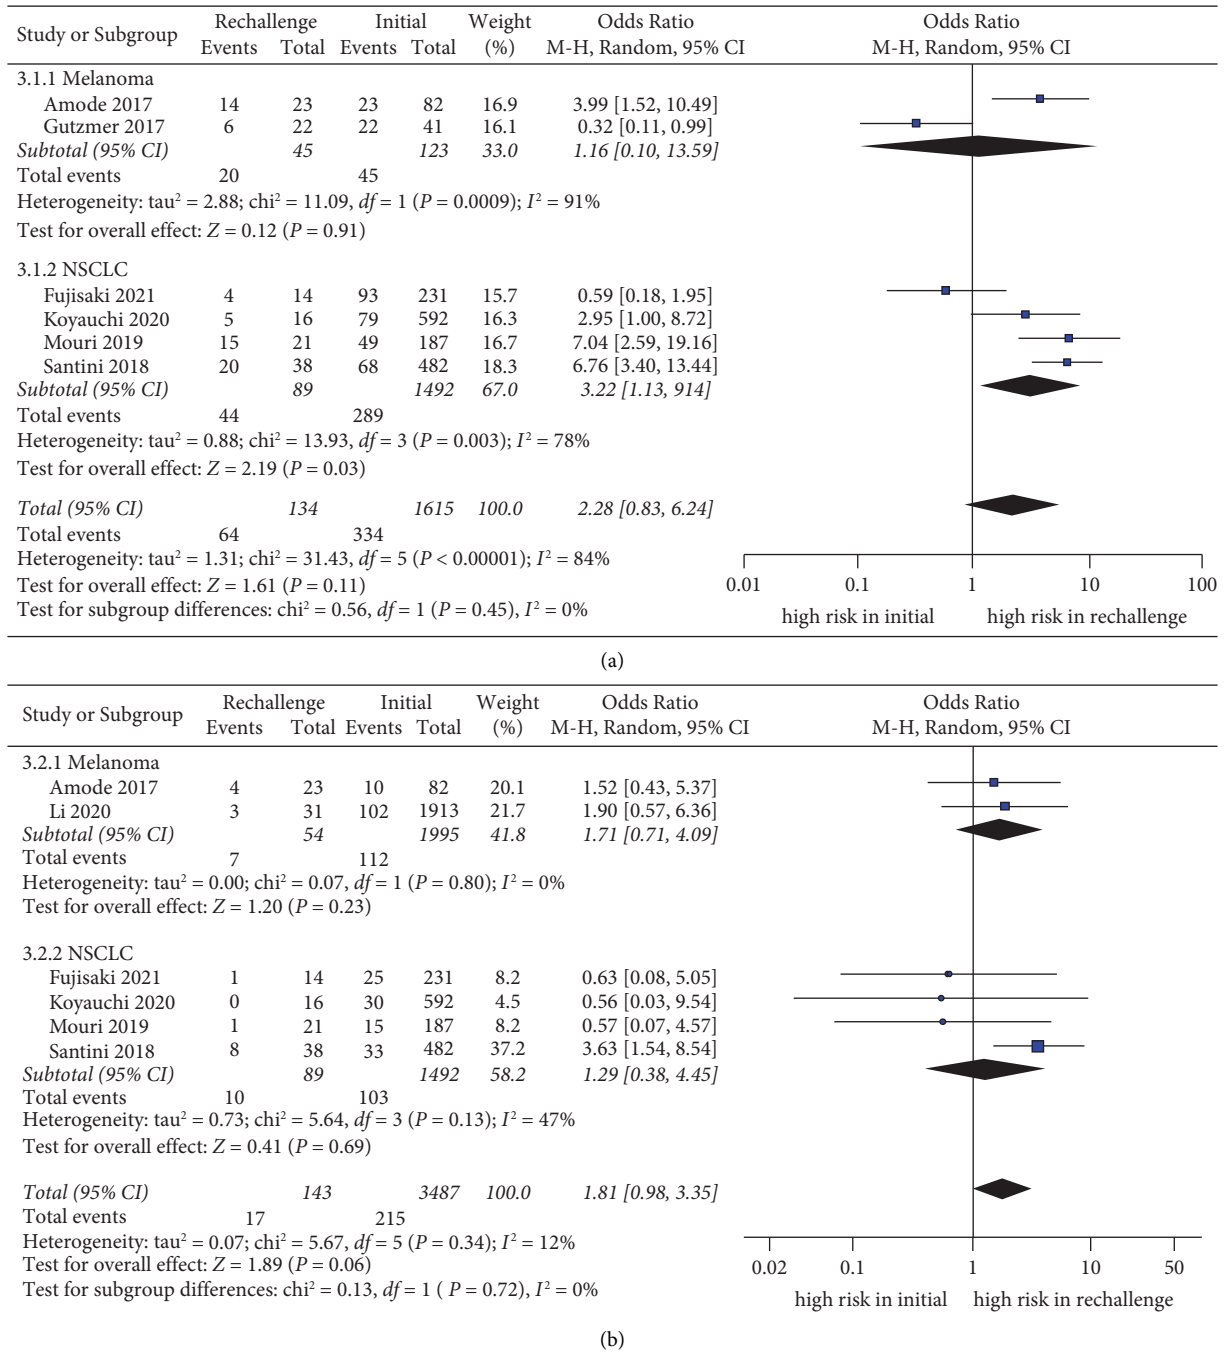 Study or Subgroup Rechallenge Initial Weight Odds Ratio Odds Ratio
Events Total Events Total (%) M-H, Random, 95% CI M-H, Random, 95% CI
3.1.1 Melanoma
Amode 2017 14 23 23 82 16.9 3.99 [1.52, 10.49]
Gutzmer 2017 6 22 22 41 16.1 0.32 [0.11, 0.99]
Subtotal (95% CI) 45 123 33.0 1.16 [0.10, 13.59]
Total events 20 45
Heterogeneity: tau² = 2.88; chi² = 11.09, df = 1 (P = 0.0009); I² = 91%
Test for overall effect: Z = 0.12 (P = 0.91)
3.1.2 NSCLC
Fujisaki 2021 4 14 93 231 15.7 0.59 [0.18, 1.95]
Koyauchi 2020 5 16 79 592 16.3 2.95 [1.00, 8.72]
Mouri 2019 15 21 49 187 16.7 7.04 [2.59, 19.16]
Santini 2018 20 38 68 482 18.3 6.76 [3.40, 13.44]
Subtotal (95% CI) 89 1492 67.0 3.22 [1.13, 914]
Total events 44 289
Heterogeneity: tau² = 0.88; chi² = 13.93, df = 3 (P = 0.003); I² = 78%
Test for overall effect: Z = 2.19 (P = 0.03)
Total (95% CI) 134 1615 100.0 2.28 [0.83, 6.24]
Total events 64 334
Heterogeneity: tau² = 1.31; chi² = 31.43, df = 5 (P < 0.00001); I² = 84%
Test for overall effect: Z = 1.61 (P = 0.11)
Test for subgroup differences: chi² = 0.56, df = 1 (P = 0.45), I² = 0%
0.01 0.1 1 10 100
high risk in initial high risk in rechallenge
(a)
Study or Subgroup Rechallenge Initial Weight Odds Ratio Odds Ratio
Events Total Events Total (%) M-H, Random, 95% CI M-H, Random, 95% CI
3.2.1 Melanoma
Amode 2017 4 23 10 82 20.1 1.52 [0.43, 5.37]
Li 2020 3 31 102 1913 21.7 1.90 [0.57, 6.36]
Subtotal (95% CI) 54 1995 41.8 1.71 [0.71, 4.09]
Total events 7 112
Heterogeneity: tau² = 0.00; chi² = 0.07, df = 1 (P = 0.80); I² = 0%
Test for overall effect: Z = 1.20 (P = 0.23)
3.2.2 NSCLC
Fujisaki 2021 1 14 25 231 8.2 0.63 [0.08, 5.05]
Koyauchi 2020 0 16 30 592 4.5 0.56 [0.03, 9.54]
Mouri 2019 1 21 15 187 8.2 0.57 [0.07, 4.57]
Santini 2018 8 38 33 482 37.2 3.63 [1.54, 8.54]
Subtotal (95% CI) 89 1492 58.2 1.29 [0.38, 4.45]
Total events 10 103
Heterogeneity: tau² = 0.73; chi² = 5.64, df = 3 (P = 0.13); I² = 47%
Test for overall effect: Z = 0.41 (P = 0.69)
Total (95% CI) 143 3487 100.0 1.81 [0.98, 3.35]
Total events 17 215
Heterogeneity: tau² = 0.07; chi² = 5.67, df = 5 (P = 0.34); I² = 12%
Test for overall effect: Z = 1.89 (P = 0.06)
Test for subgroup differences: chi² = 0.13, df = 1 ( P = 0.72), I² = 0%
0.02 0.1 1 10 50
high risk in initial high risk in rechallenge
(b)